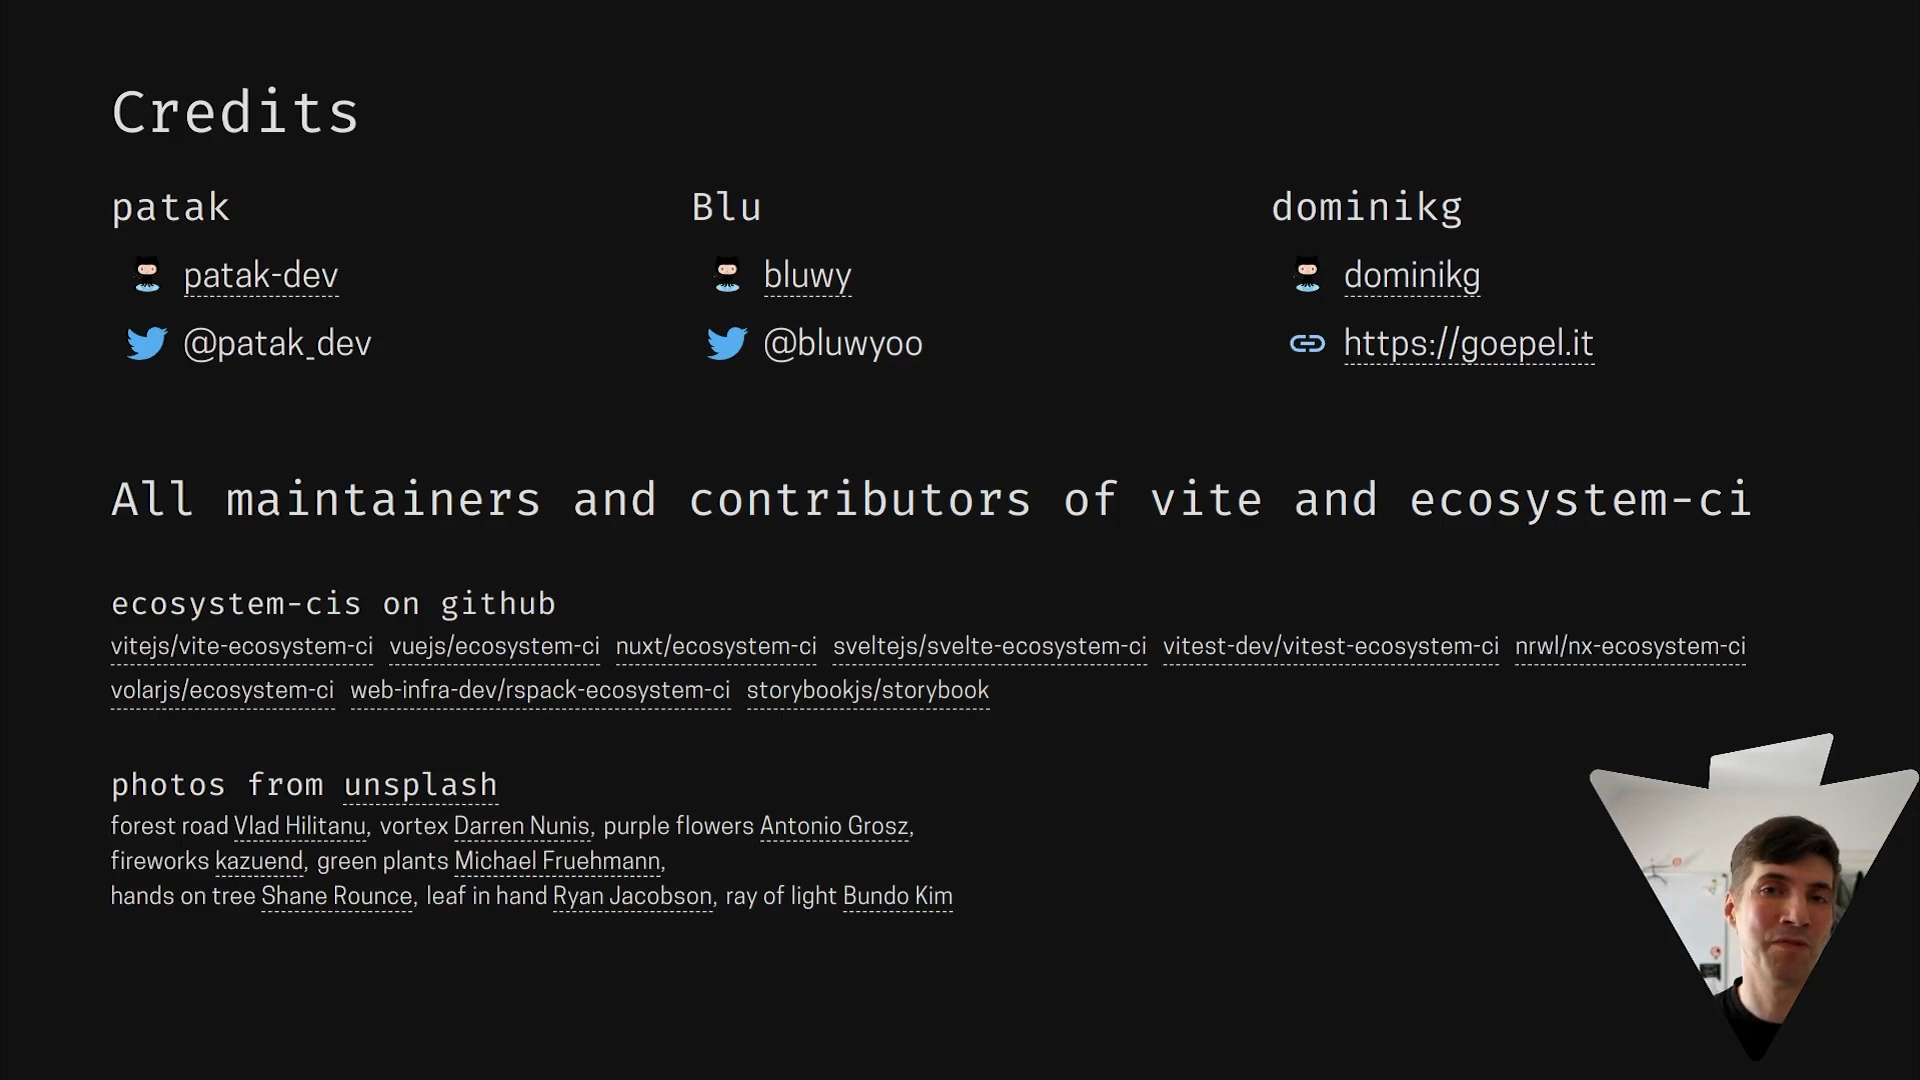 Credits
patak
patak-dev
@patak_dev
Blu
bluwy
@bluwyoo
dominikg
dominikg
https://goepel.it
All maintainers and contributors of vite and ecosystem-ci
ecosystem-cis on github
vitejs/vite-ecosystem-ci vuejs/ecosystem-ci nuxt/ecosystem-ci sveltejs/svelte-ecosystem-ci vitest-dev/vitest-ecosystem-ci nrwl/nx-ecosystem-ci
volarjs/ecosystem-ci web-infra-dev/rspack-ecosystem-ci storybookjs/storybook
photos from unsplash
forest road Vlad Hilitanu, vortex Darren Nunis, purple flowers Antonio Grosz,
fireworks kazuend, green plants Michael Fruehmann,
hands on tree Shane Rounce, leaf in hand Ryan Jacobson, ray of light Bundo Kim